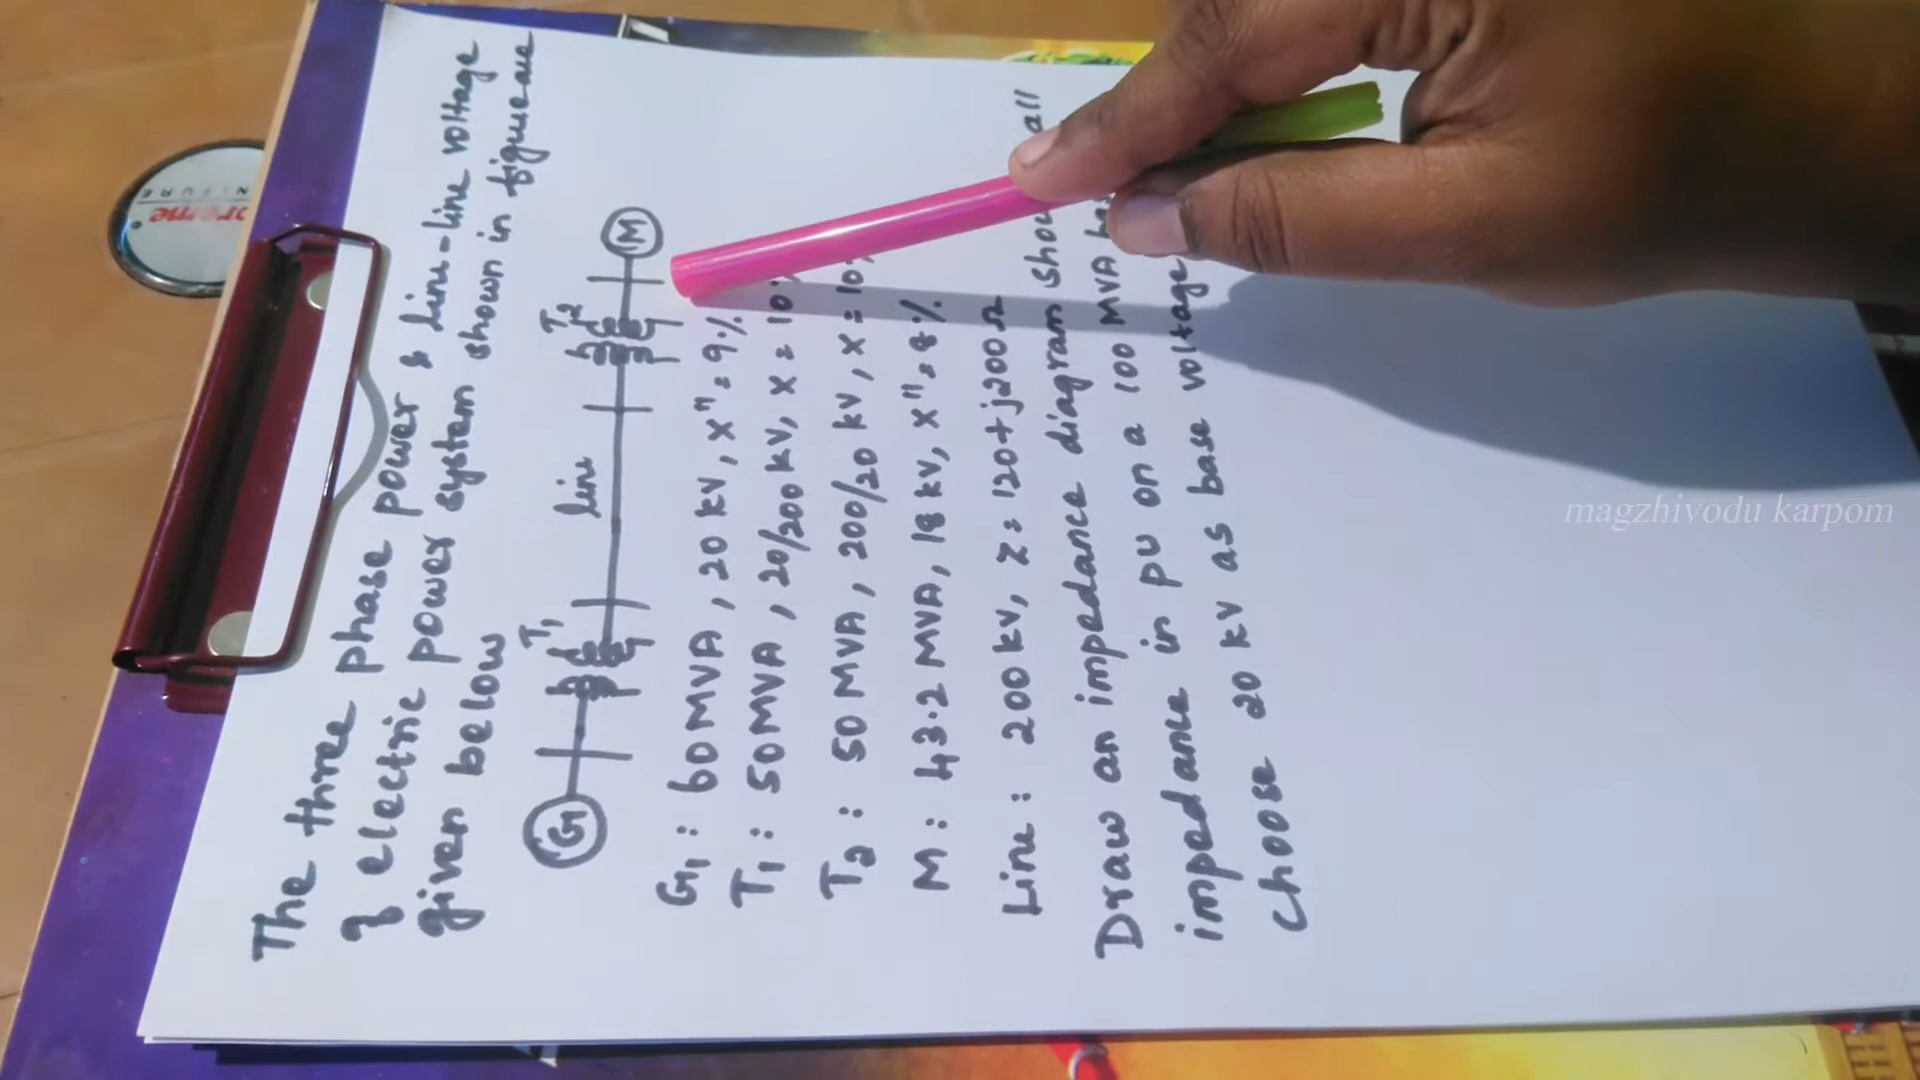 The three phase power & line-line voltage
of electric power system shown in figure are
given below
G T1 line T2 M
G1 : 60 MVA, 20 kV, x" = 9%
T1 : 50 MVA, 20/200 kV, x = 10%
T2 : 50 MVA, 200/20 kV, x = 10%
M : 43.2 MVA, 18 kV, x" = 8%
Line : 200 kV, z = 120+j200 Ω
Draw an impedance diagram all
impedance in pu on a 100 MVA
choose 20 kV as base voltage
magzhivodu karpom